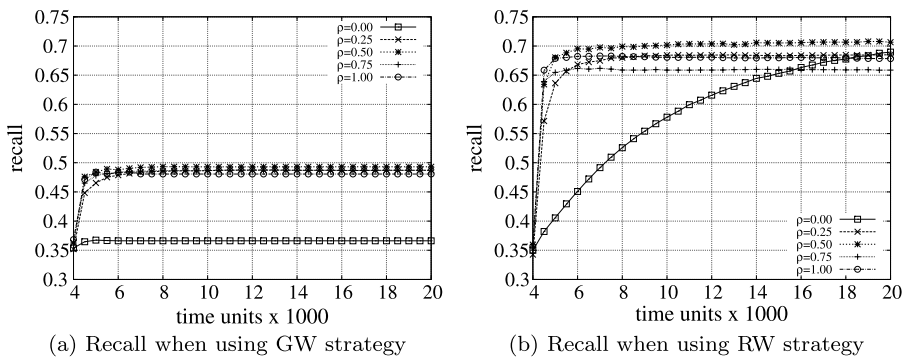 0.75
0.7
0.65
0.6
0.55
0.5
0.45
0.4
0.35
0.3
recall
4 6 8 10 12 14 16 18 20
time units x 1000
ρ=0.00
ρ=0.25
ρ=0.50
ρ=0.75
ρ=1.00
(a) Recall when using GW strategy
0.75
0.7
0.65
0.6
0.55
0.5
0.45
0.4
0.35
0.3
recall
4 6 8 10 12 14 16 18 20
time units x 1000
ρ=0.00
ρ=0.25
ρ=0.50
ρ=0.75
ρ=1.00
(b) Recall when using RW strategy